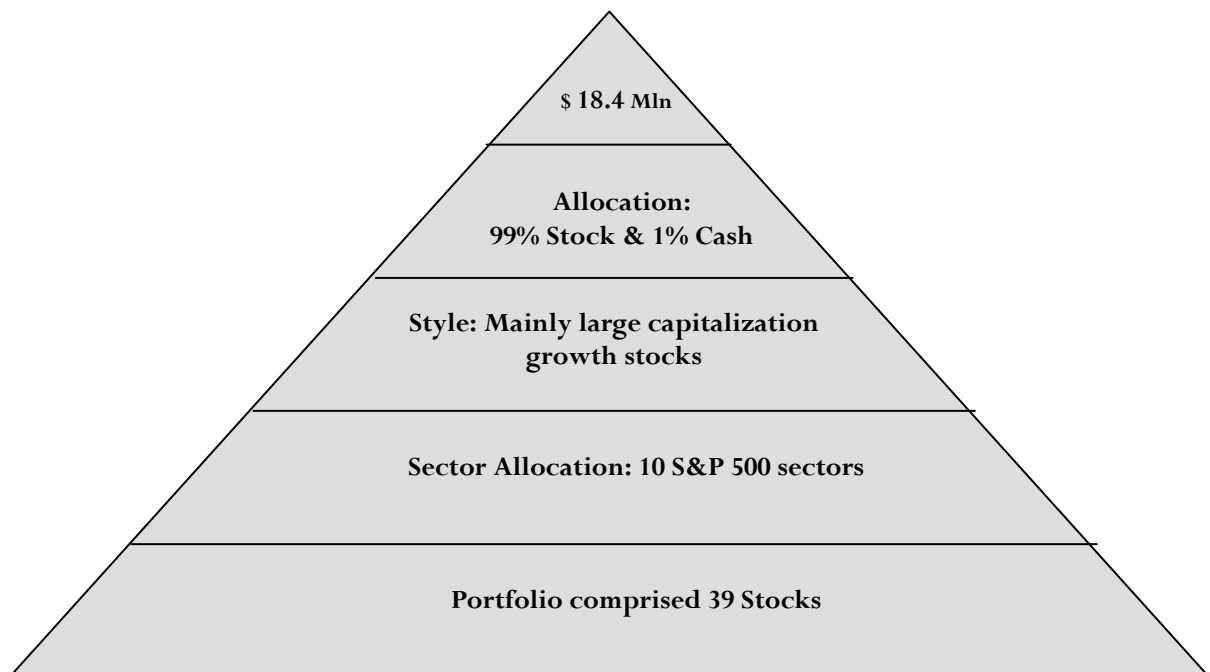 $ 18.4 Mln
Allocation:
99% Stock & 1% Cash
Style: Mainly large capitalization
growth stocks
Sector Allocation: 10 S&P 500 sectors
Portfolio comprised 39 Stocks